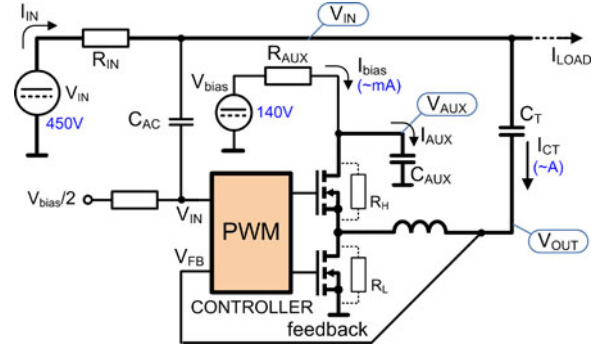 I_IN
V_IN
R_IN
I_LOAD
R_AUX
I_bias
(~mA)
V_bias
V_IN
450V
140V
V_AUX
C_T
C_AC
I_AUX
I_CT
(~A)
C_AUX
V_bias/2
V_IN
R_H
PWM
V_OUT
V_FB
R_L
CONTROLLER
feedback